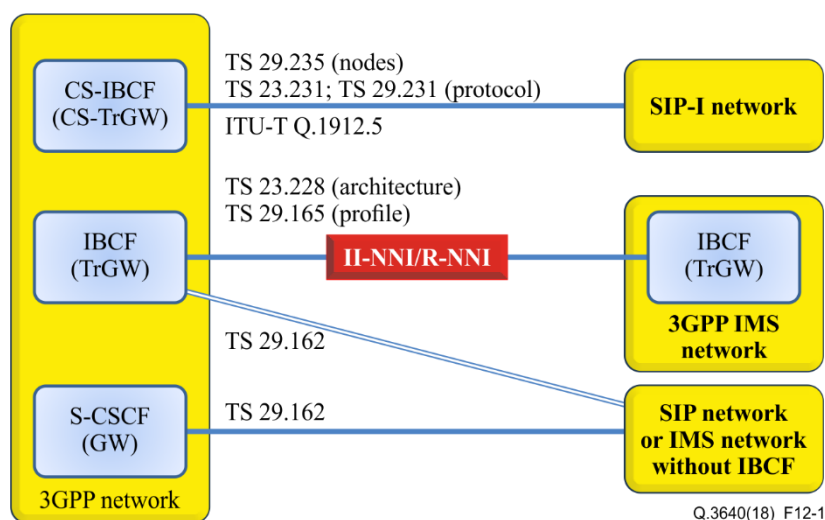 CS-IBCF
(CS-TrGW)
TS 29.235 (nodes)
TS 23.231; TS 29.231 (protocol)
ITU-T Q.1912.5
SIP-I network
TS 23.228 (architecture)
TS 29.165 (profile)
IBCF
(TrGW)
II-NNI/R-NNI
IBCF
(TrGW)
3GPP IMS
network
TS 29.162
S-CSCF
(GW)
TS 29.162
SIP network
or IMS network
without IBCF
3GPP network
Q.3640(18)_F12-1